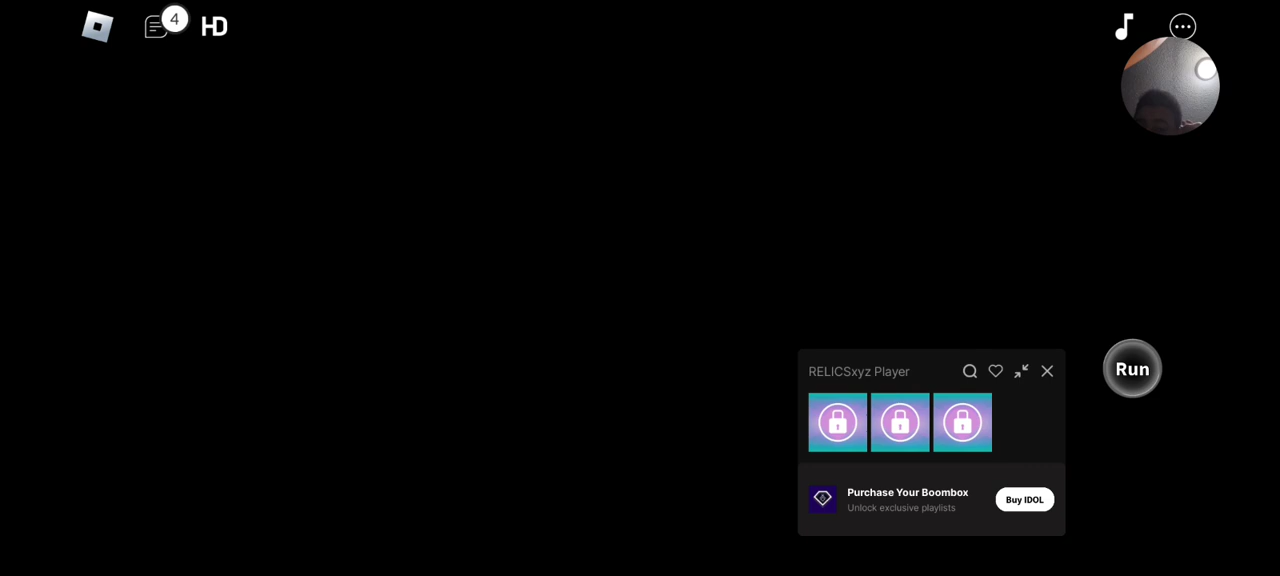 4
HD
RELICSxyz Player
Run
Purchase Your Boombox
Unlock exclusive playlists
Buy IDOL